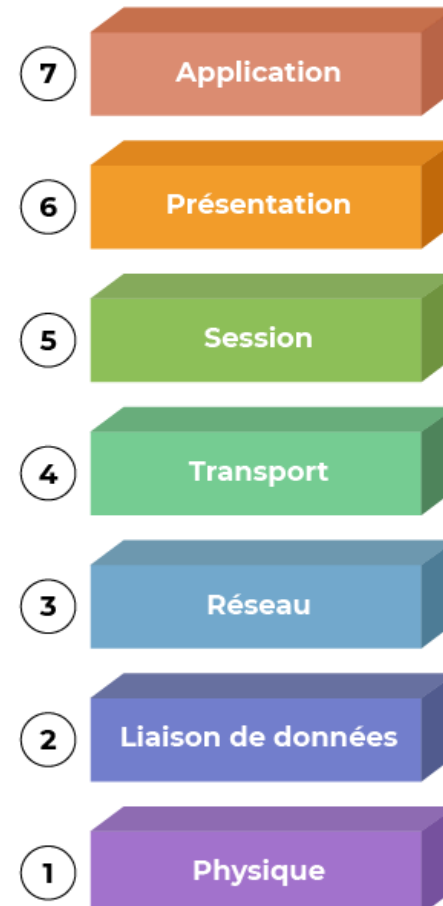 7 Application
6 Présentation
5 Session
4 Transport
3 Réseau
2 Liaison de données
1 Physique